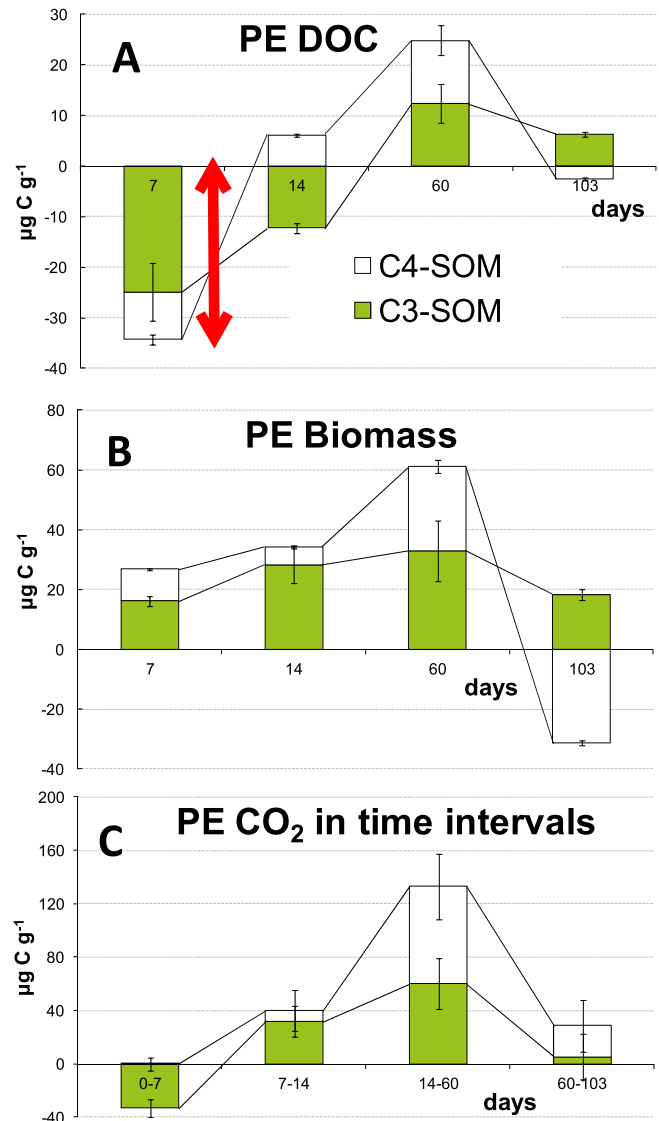 30
PE DOC
A
20
10
0
7
14
60
103
days
µg C g-1
-10
-20
C4-SOM
-30
C3-SOM
-40
80
B
PE Biomass
60
40
µg C g-1
20
0
7
14
60
103
days
-20
-40
200
PE CO2 in time intervals
C
160
120
80
µg C g-1
40
0
0-7
7-14
14-60
60-103
days
-40